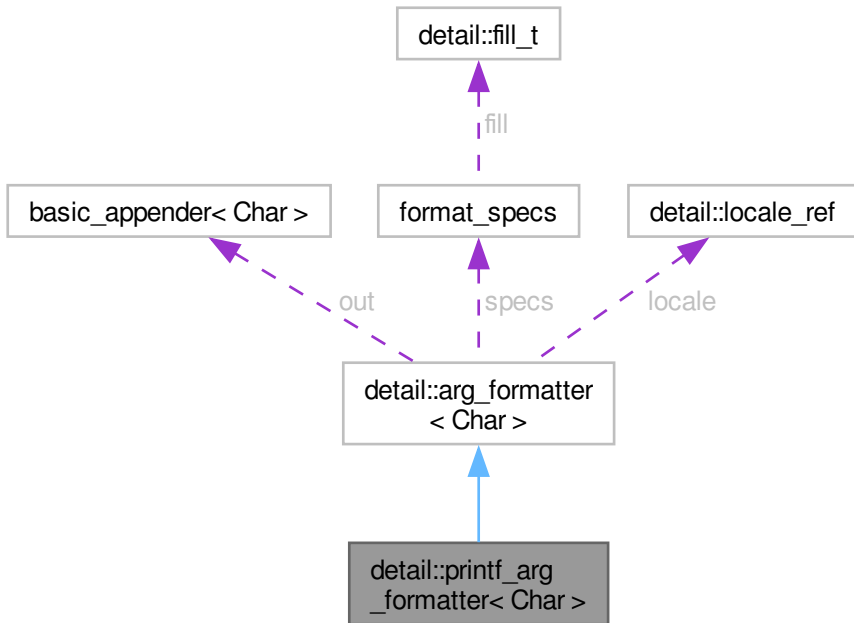 detail::fill_t
fill
basic_appender< Char >
format_specs
detail::locale_ref
out
specs
locale
detail::arg_formatter
< Char >
detail::printf_arg
_formatter< Char >